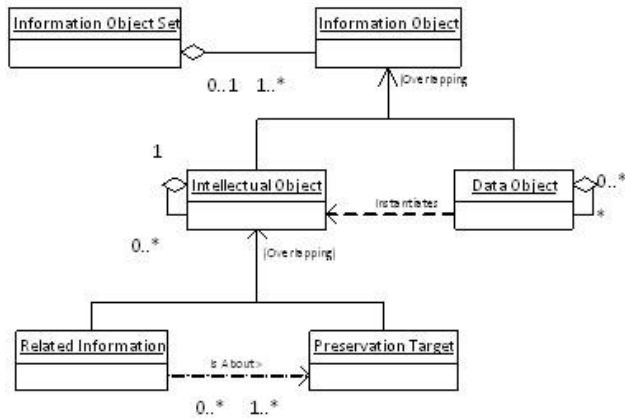 Information Object Set
Information Object
0..1 1..*
{Overlapping
1
Intellectual Object
Data Object
0..*
Instantiates
*
0..*
{Overlapping}
Related Information
Preservation Target
Is About>
0..* 1..*